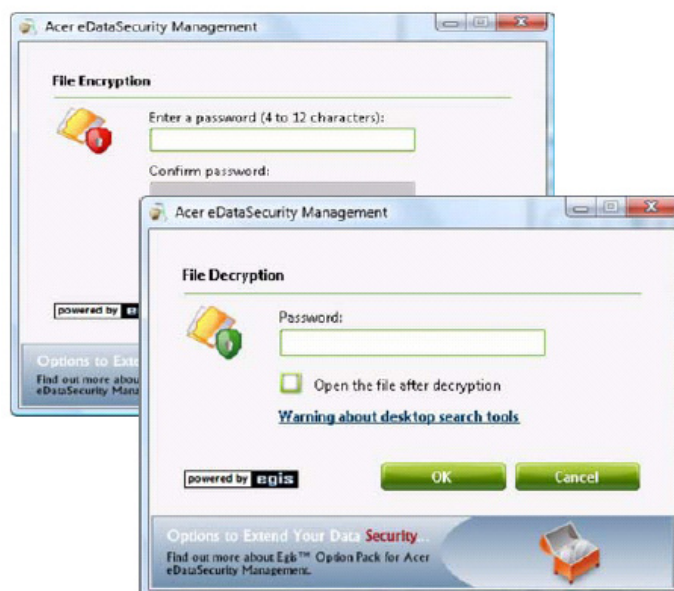 Acer eDataSecurity Management
File Encryption
Enter a password (4 to 12 characters):
Confirm password:
powered by
Options to Exte
Find out more abou
eDataSecurity Mana
Acer eDataSecurity Management
File Decryption
Password:
Open the file after decryption
Warning about desktop search tools
powered by egis
OK
Cancel
Options to Extend Your Data Security...
Find out more about Egis™ Option Pack for Acer
eDataSecurity Management.